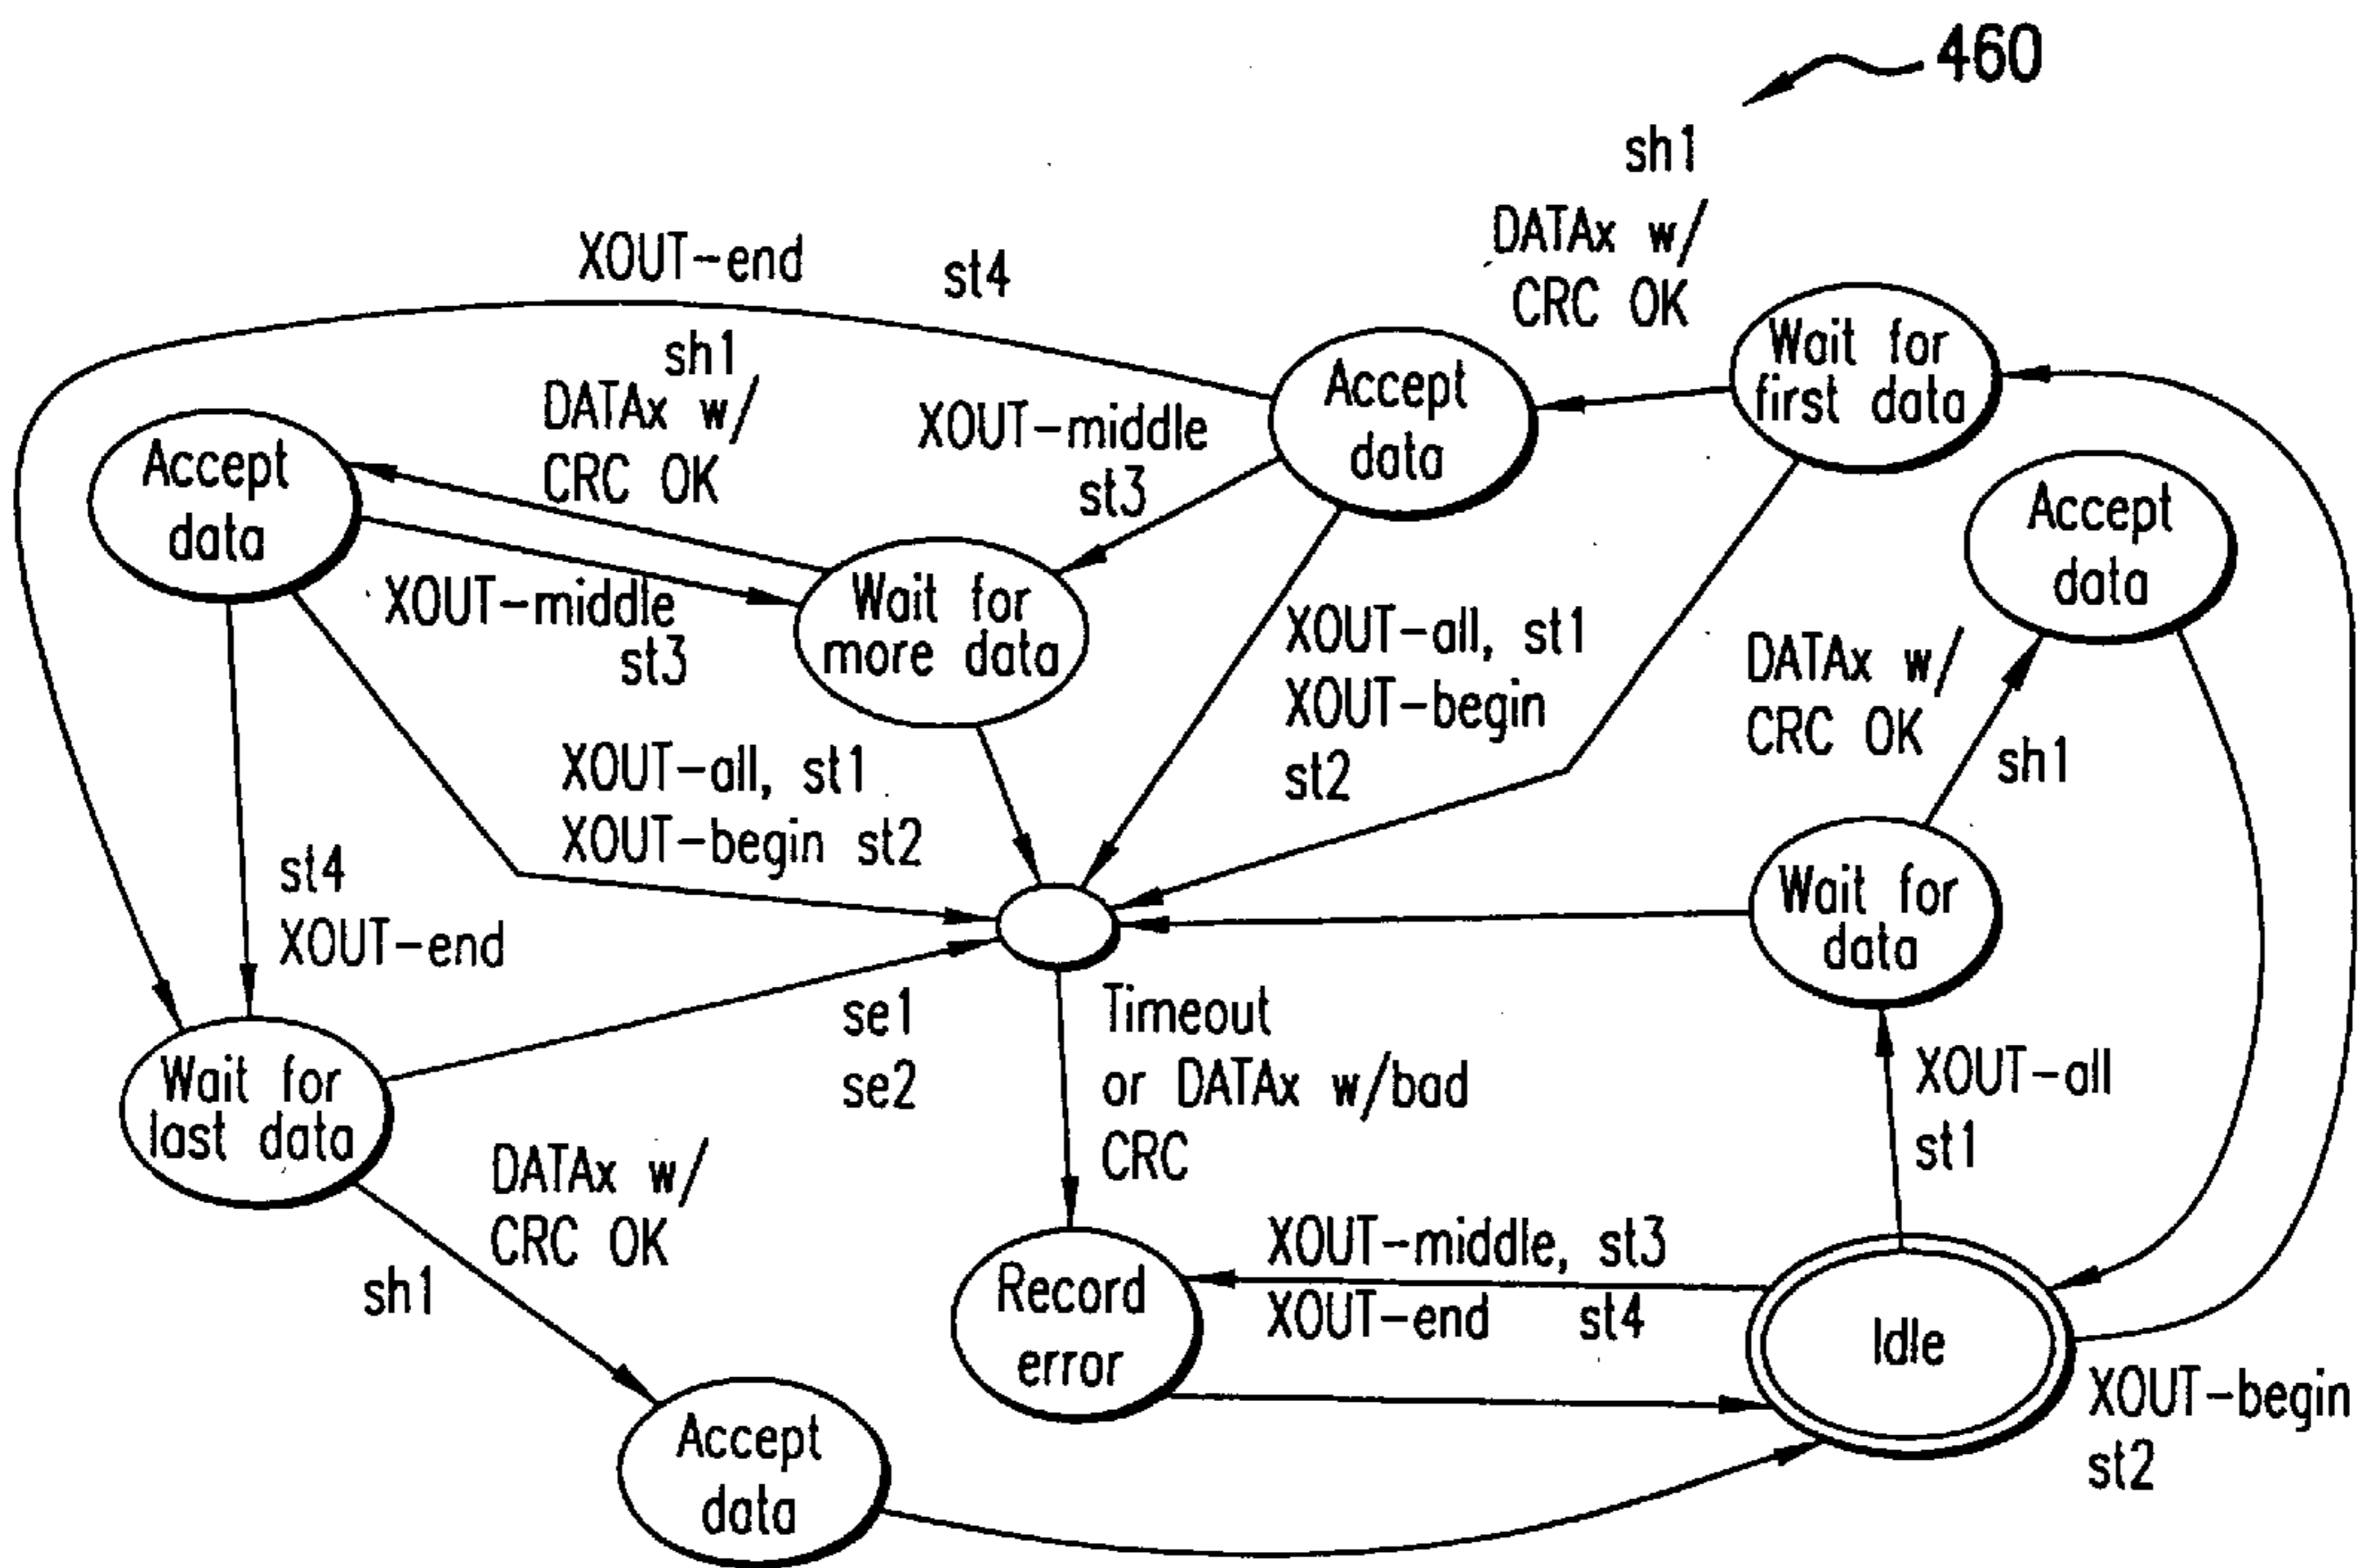 460
sh1
DATAx w/
CRC OK
XOUT-end st4
sh1
DATAx w/
CRC OK
XOUT-middle
st3
Accept
data
Wait for
first data
Accept
data
Accept
data
XOUT-middle
st3
Wait for
more data
XOUT-all, st1
XOUT-begin
st2
DATAx w/
CRC OK
sh1
XOUT-all, st1
XOUT-begin st2
st4
XOUT-end
Wait for
data
se1
se2
Timeout
or DATAx w/bad
CRC
XOUT-all
st1
Wait for
last data
DATAx w/
CRC OK
sh1
XOUT-middle, st3
XOUT-end st4
Record
error
Idle
XOUT-begin
st2
Accept
data